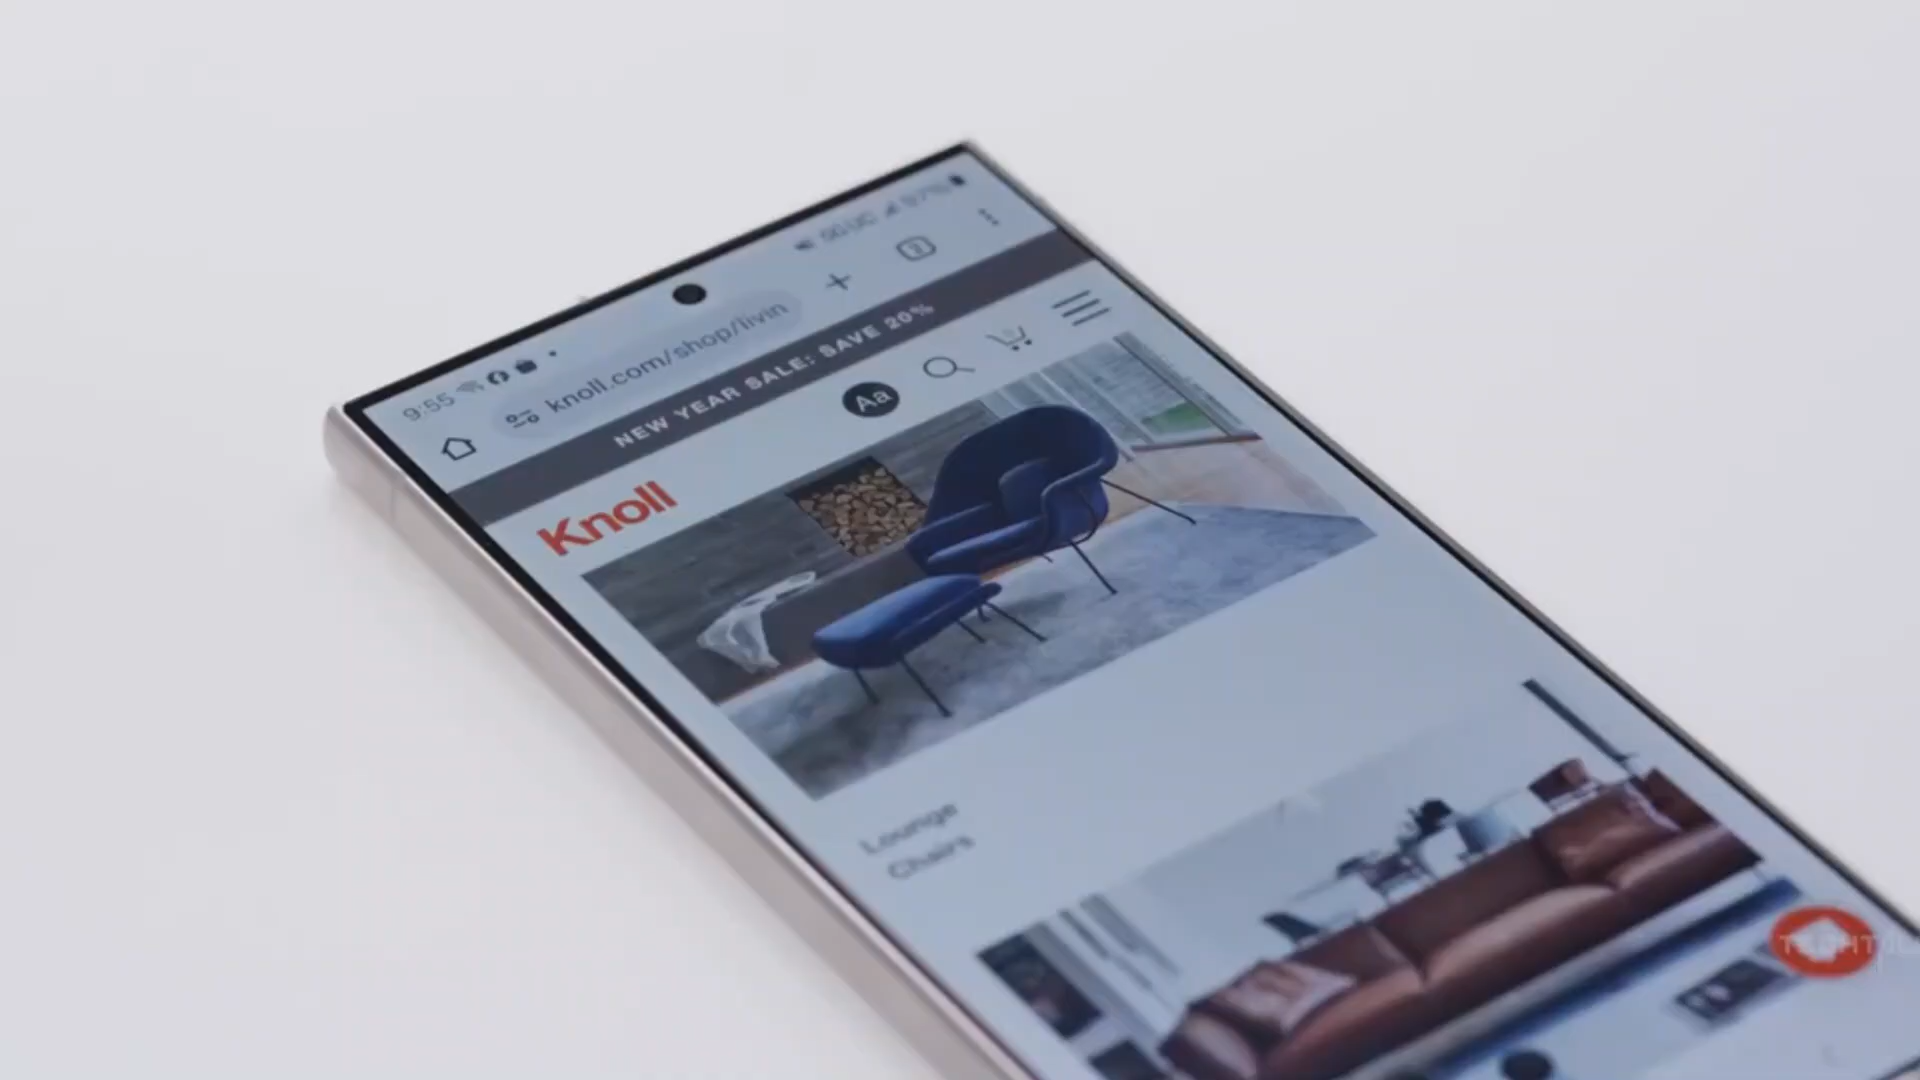 9:55
knoll.com/shop/livin
NEW YEAR SALE: SAVE 20%
Aa
Knoll
Lounge
Chairs